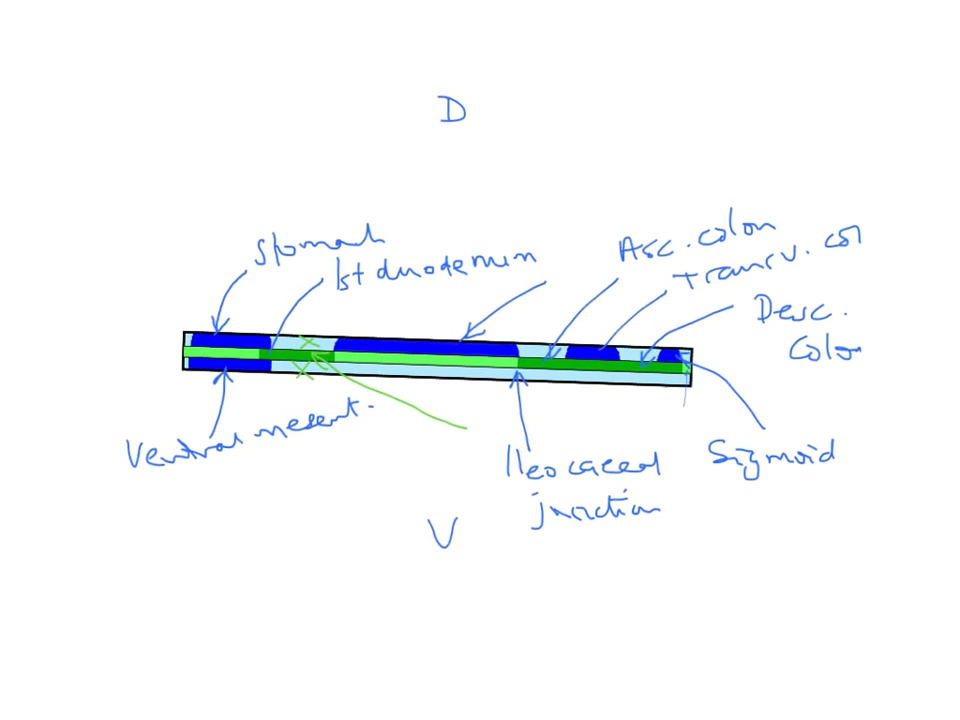 D
Stomach
1st duodenum
Asc. colon
Transv. col
Desc.
Colon
Ventral mesent.
Ileocaecal
junction
Sigmoid
V